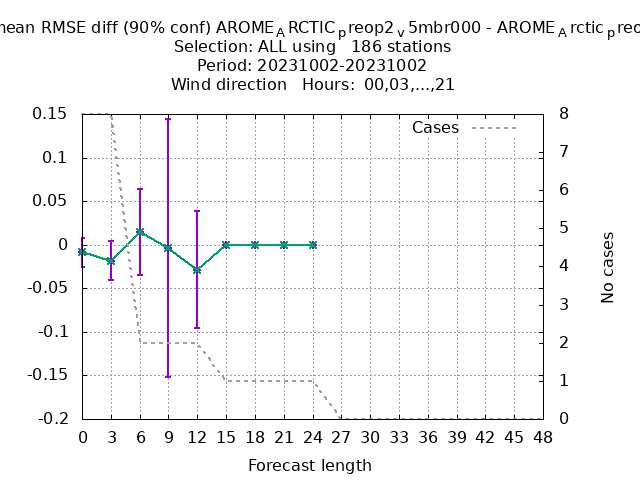 mean RMSE diff (90% conf) AROME_ARCTIC_preop2_v5mbr000 - AROME_Arctic_preo
Selection: ALL using   186 stations
Period: 20231002-20231002
Wind direction   Hours: 00,03,...,21
Cases
0.15
0.1
0.05
0
-0.05
-0.1
-0.15
-0.2
8
7
6
5
4
3
2
1
0
No cases
0 3 6 9 12 15 18 21 24 27 30 33 36 39 42 45 48
Forecast length